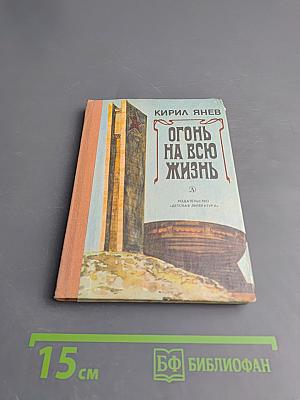 КИРИЛ ЯНЕВ
ОГОНЬ
НА ВСЮ
ЖИЗНЬ
ИЗДАТЕЛЬСТВО
«ДЕТСКАЯ ЛИТЕРАТУРА»
15 см
БФ БИБЛИОФАН